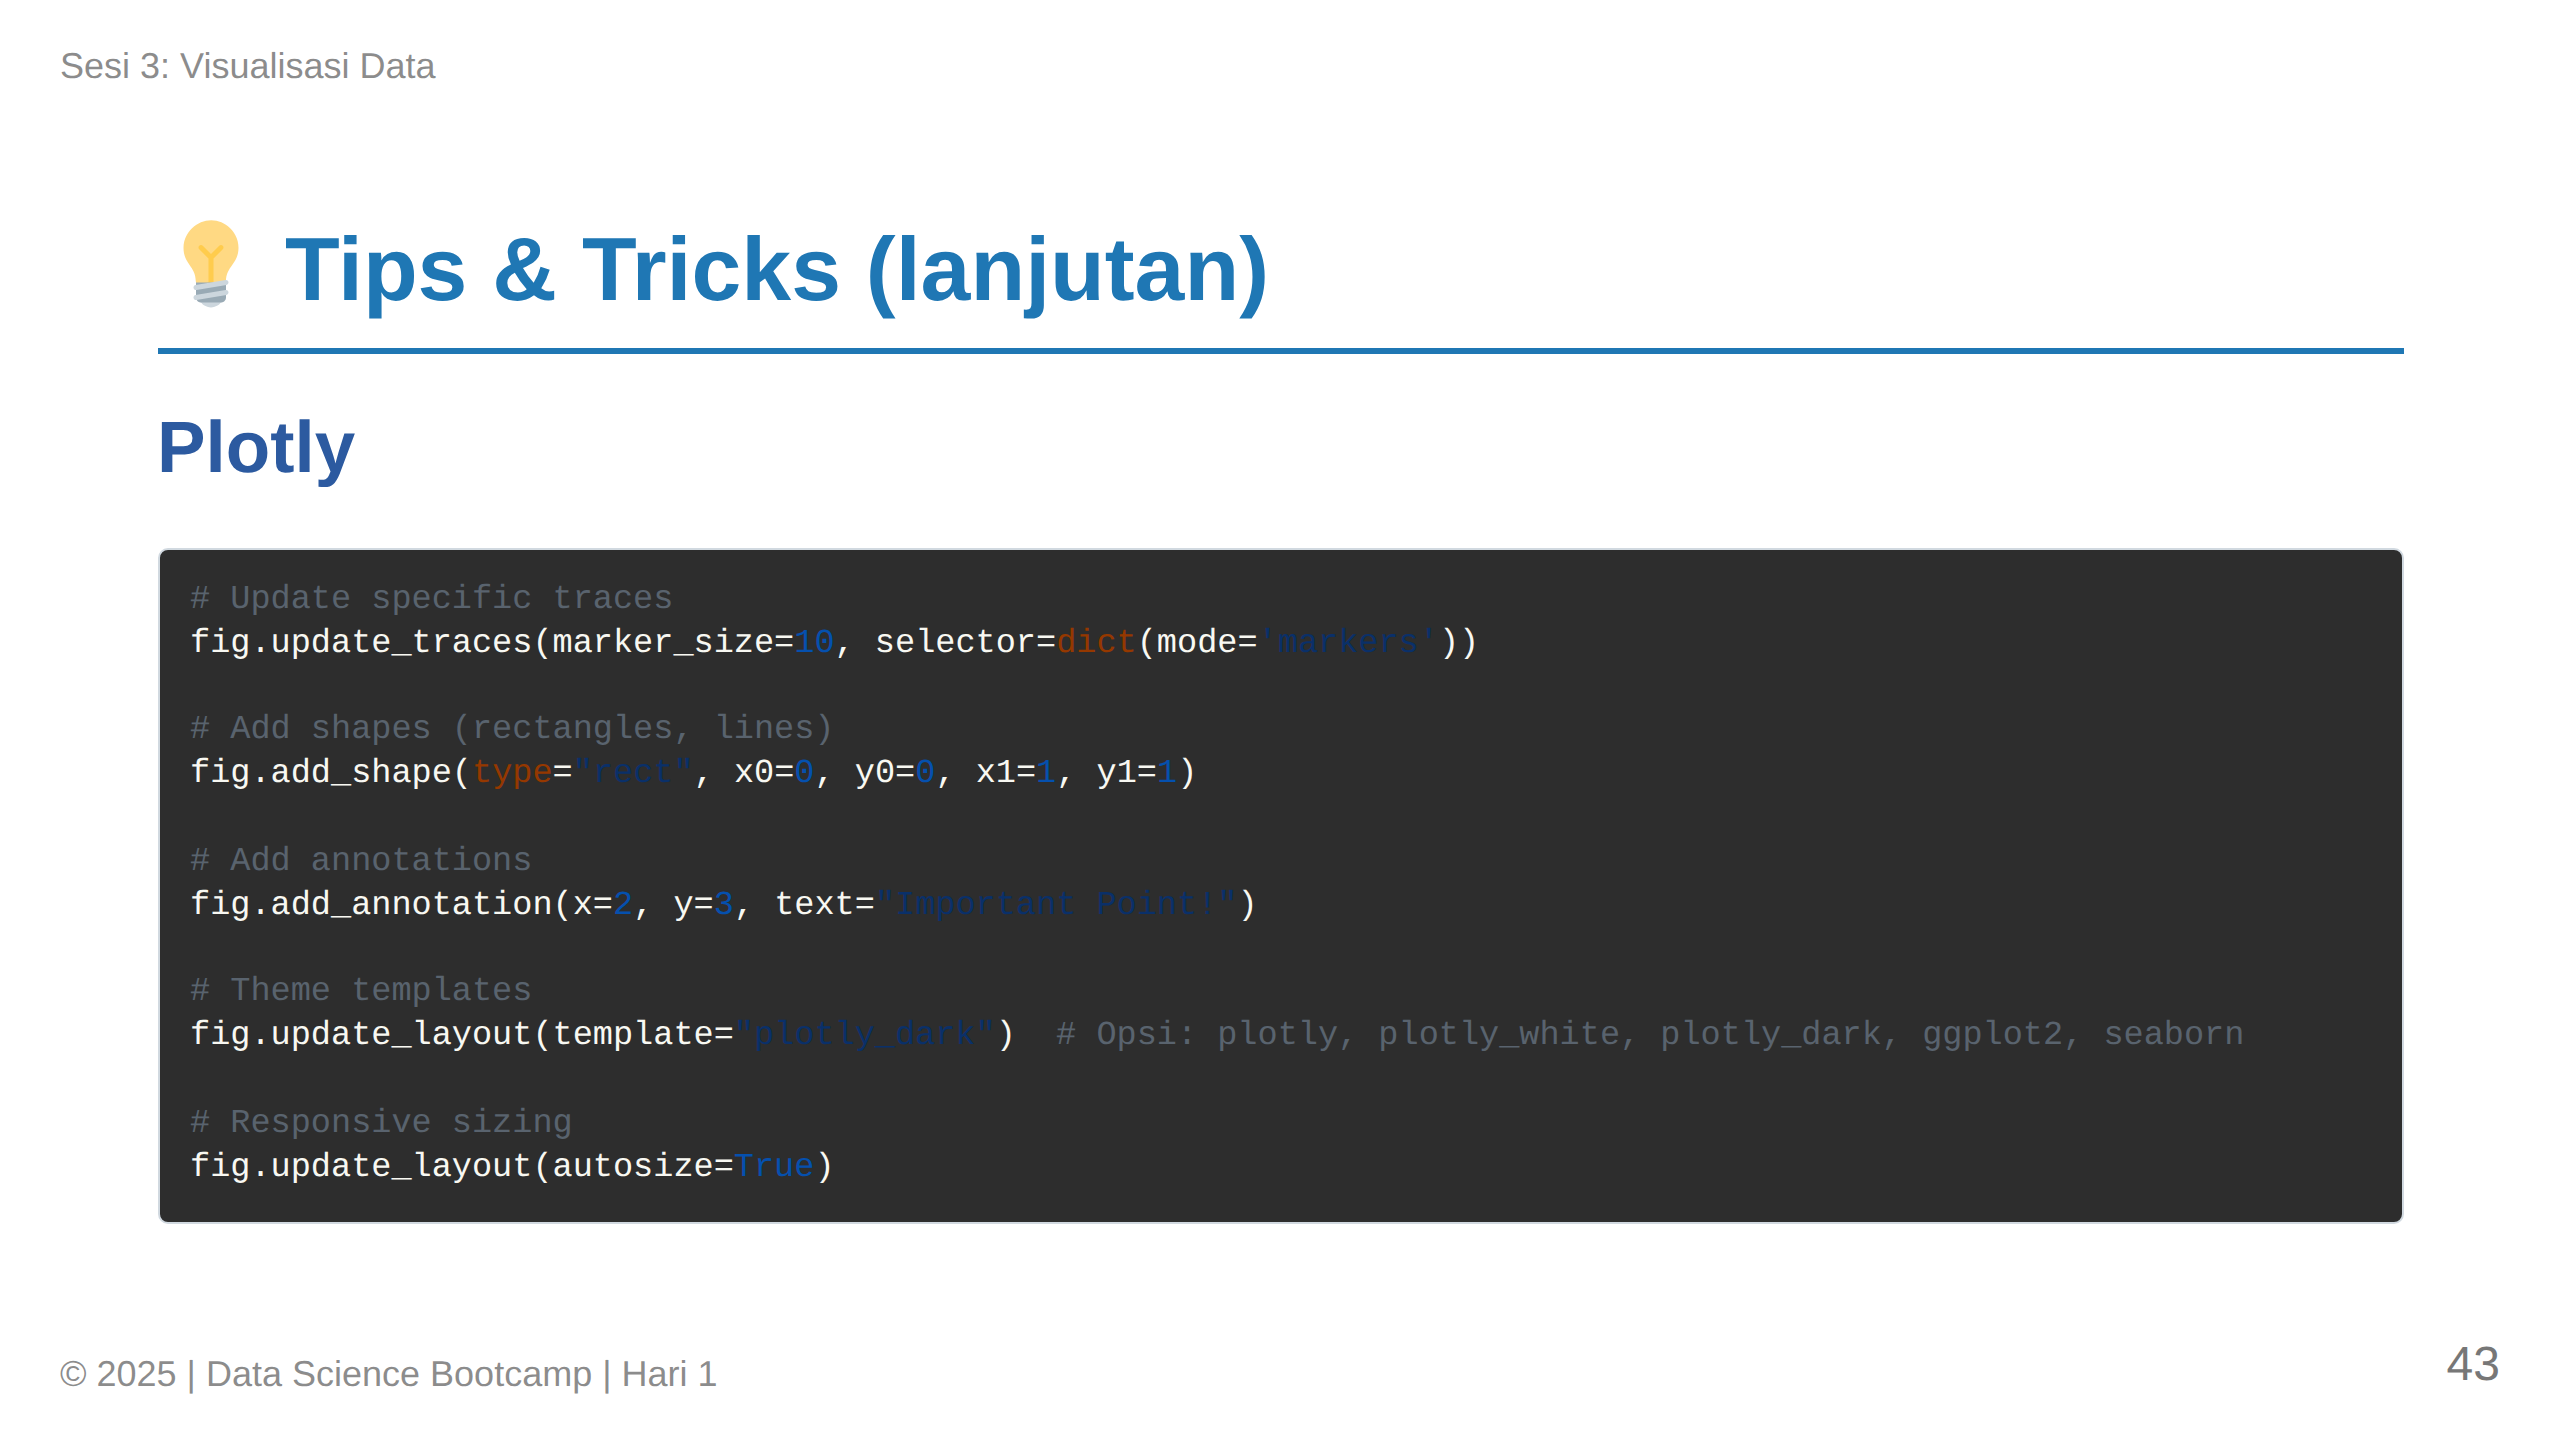 Sesi 3: Visualisasi Data
Tips & Tricks (lanjutan)
Plotly
# Update specific traces
fig.update_traces(marker_size=10, selector=dict(mode='markers'))
# Add shapes (rectangles, lines)
fig.add_shape(type="rect", x0=0, y0=0, x1=1, y1=1)
# Add annotations
fig.add_annotation(x=2, y=3, text="Important Point!")
# Theme templates
fig.update_layout(template="plotly_dark")  # Opsi: plotly, plotly_white, plotly_dark, ggplot2, seaborn
# Responsive sizing
fig.update_layout(autosize=True)
© 2025 | Data Science Bootcamp | Hari 1
43